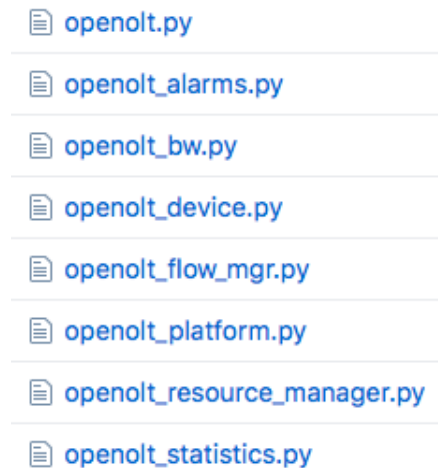 openolt.py
openolt_alarms.py
openolt_bw.py
openolt_device.py
openolt_flow_mgr.py
openolt_platform.py
openolt_resource_manager.py
openolt_statistics.py